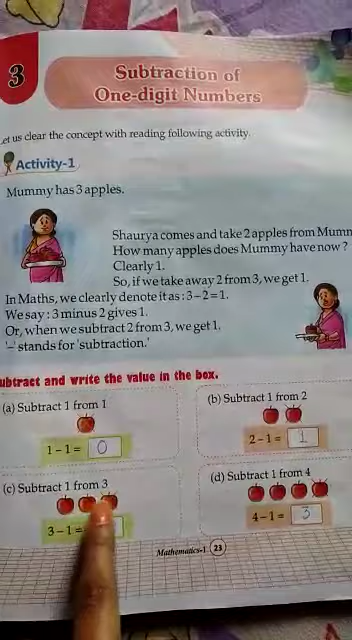 3
Subtraction of
One-digit Numbers
Let us clear the concept with reading following activity.
Activity-1
Mummy has 3 apples.
Shaurya comes and take 2 apples from Mumm
How many apples does Mummy have now ?
Clearly 1.
So, if we take away 2 from 3, we get 1.
In Maths, we clearly denote it as : 3 – 2 = 1.
We say : 3 minus 2 gives 1.
Or, when we subtract 2 from 3, we get 1.
'–' stands for 'subtraction.'
ubtract and write the value in the box.
(a) Subtract 1 from 1
1 – 1 = 0
(b) Subtract 1 from 2
2 – 1 = 1
(c) Subtract 1 from 3
3 – 1 =
(d) Subtract 1 from 4
4 – 1 = 3
Mathematics-1 23